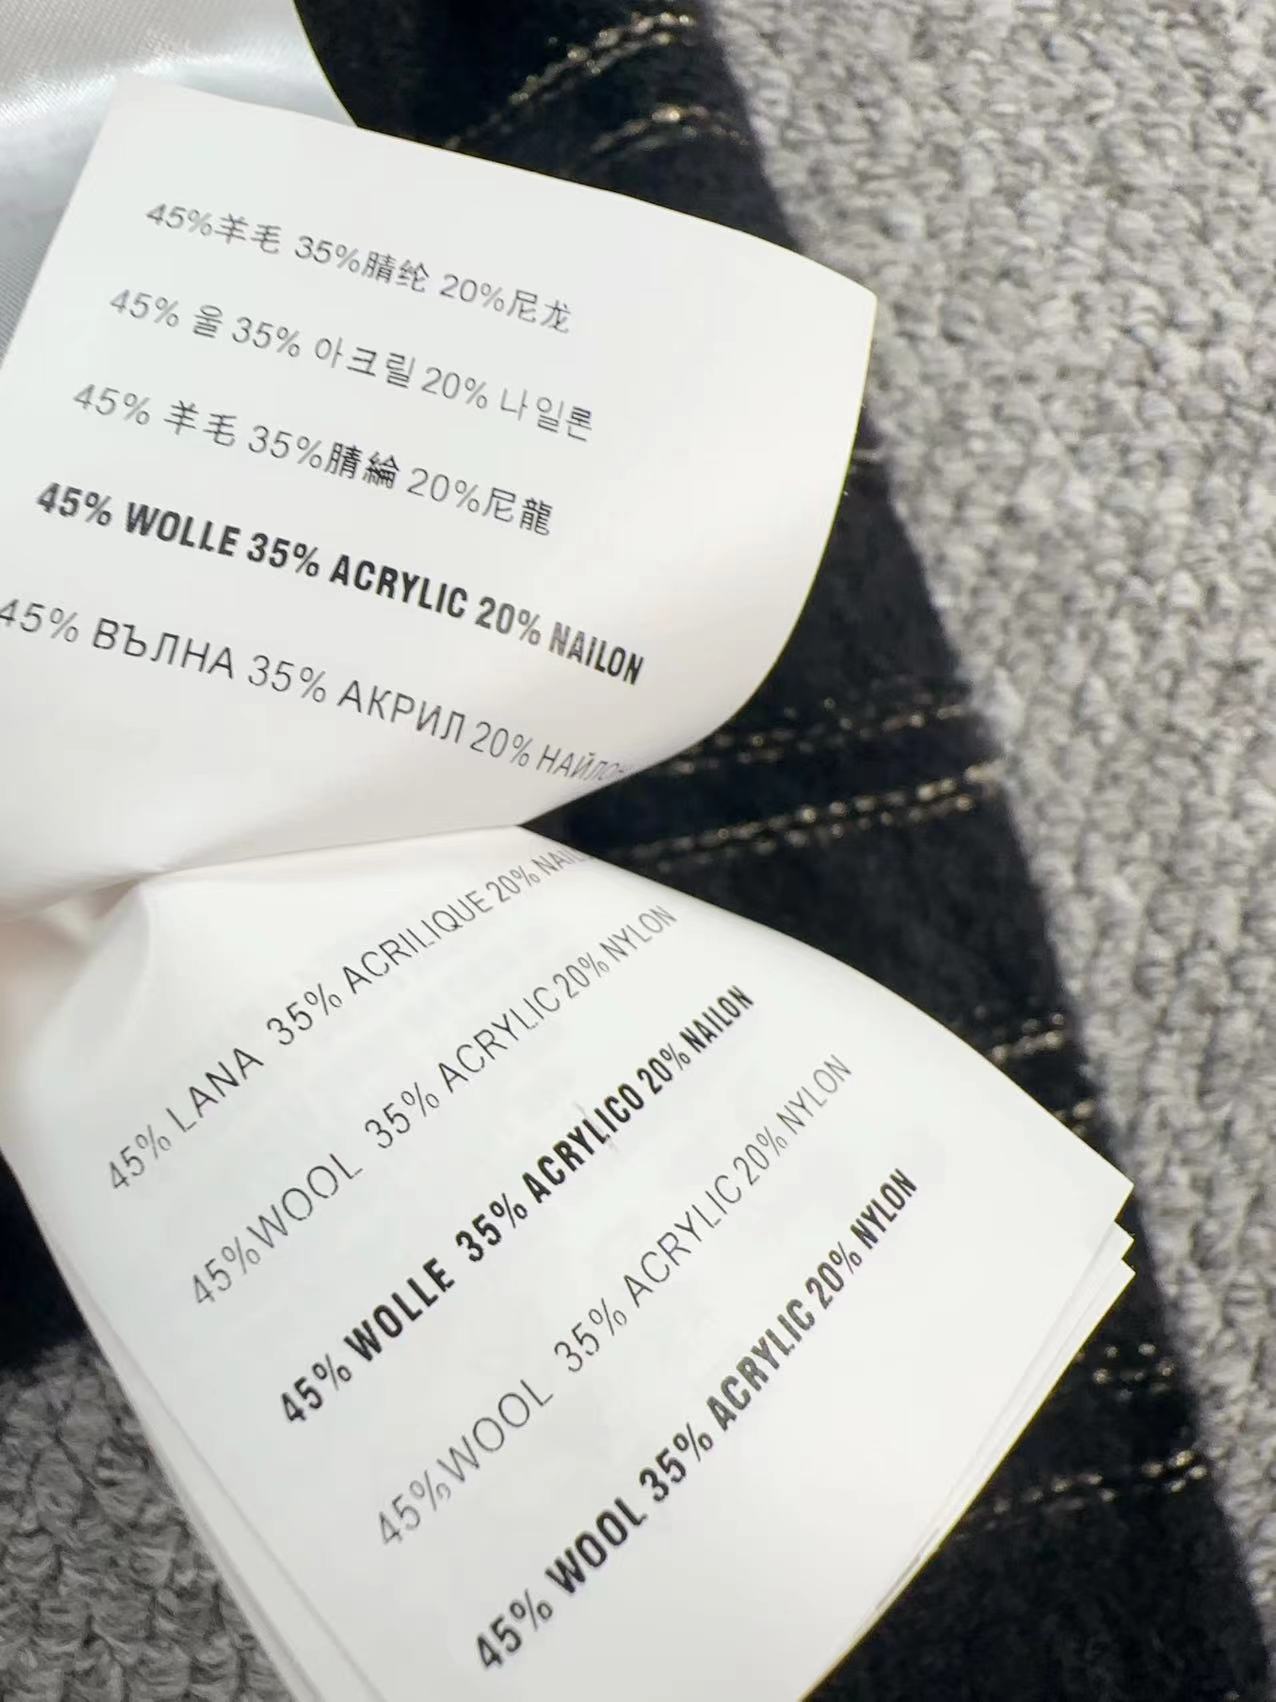 45%羊毛 35%腈纶 20%尼龙
45% 울 35% 아크릴 20% 나일론
45% 羊毛 35%腈綸 20%尼龍
45% WOLLE 35% ACRYLIC 20% NAILON
45% ВЪЛНА 35% АКРИЛ 20%
45% LANA 35% ACRILIQUE 20%
45%WOOL 35% ACRYLIC 20% NYLON
45% WOLLE 35% ACRYLICO 20% NAILON
45%WOOL 35% ACRYLIC 20% NYLON
45% WOOL 35% ACRYLIC 20% NYLON